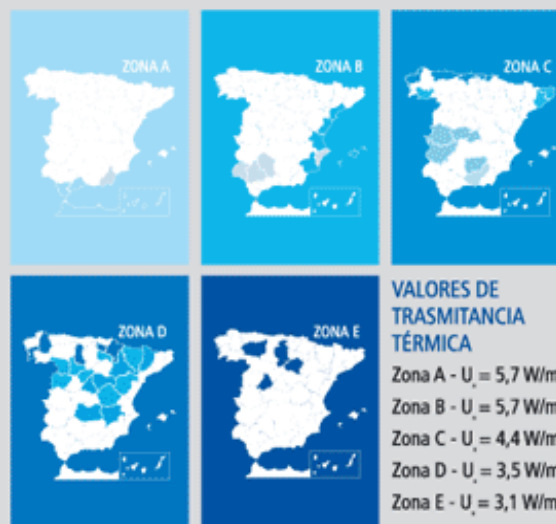 ZONA A
ZONA B
ZONA C
ZONA D
ZONA E
VALORES DE
TRASMITANCIA
TÉRMICA
Zona A - U = 5,7 W/m
Zona B - U = 5,7 W/m
Zona C - U = 4,4 W/m
Zona D - U = 3,5 W/m
Zona E - U = 3,1 W/m